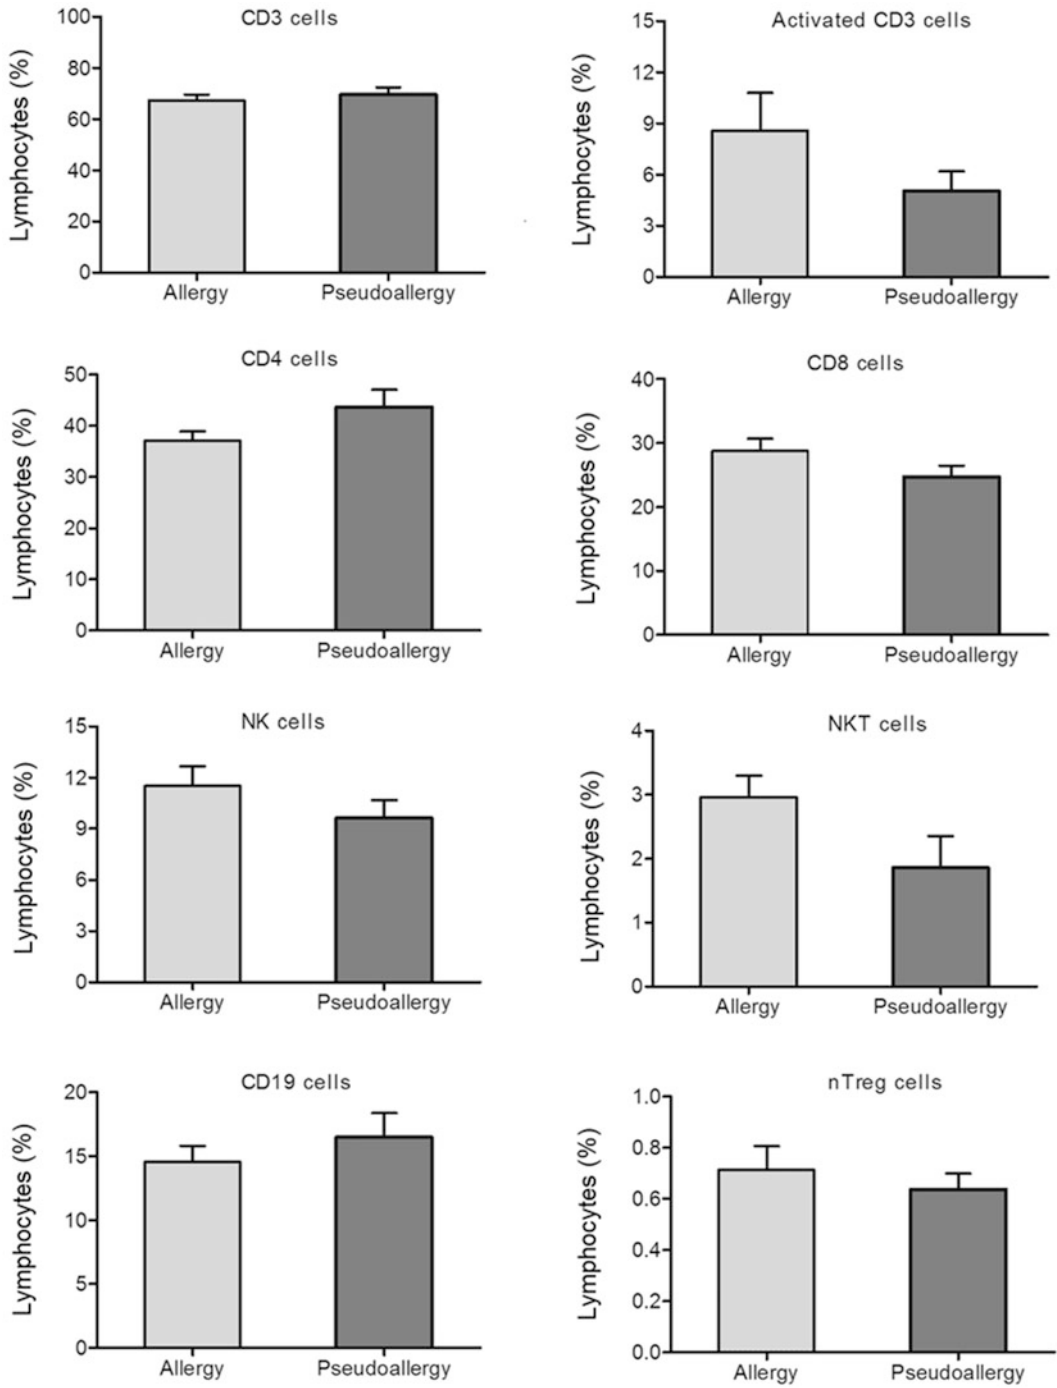 CD3 cells
Lymphocytes (%)
100
80
60
40
20
0
Allergy Pseudoallergy
Activated CD3 cells
Lymphocytes (%)
15
12
9
6
3
0
Allergy Pseudoallergy
CD4 cells
Lymphocytes (%)
50
40
30
20
10
0
Allergy Pseudoallergy
CD8 cells
Lymphocytes (%)
40
30
20
10
0
Allergy Pseudoallergy
NK cells
Lymphocytes (%)
15
12
9
6
3
0
Allergy Pseudoallergy
NKT cells
Lymphocytes (%)
4
3
2
1
0
Allergy Pseudoallergy
CD19 cells
Lymphocytes (%)
20
15
10
5
0
Allergy Pseudoallergy
nTreg cells
Lymphocytes (%)
1.0
0.8
0.6
0.4
0.2
0.0
Allergy Pseudoallergy